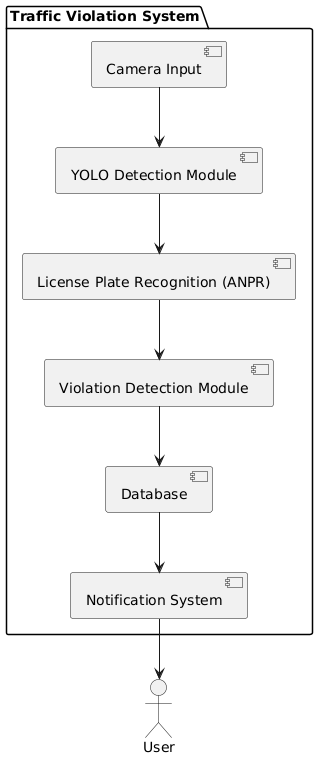 Traffic Violation System
Camera Input
YOLO Detection Module
License Plate Recognition (ANPR)
Violation Detection Module
Database
Notification System
User